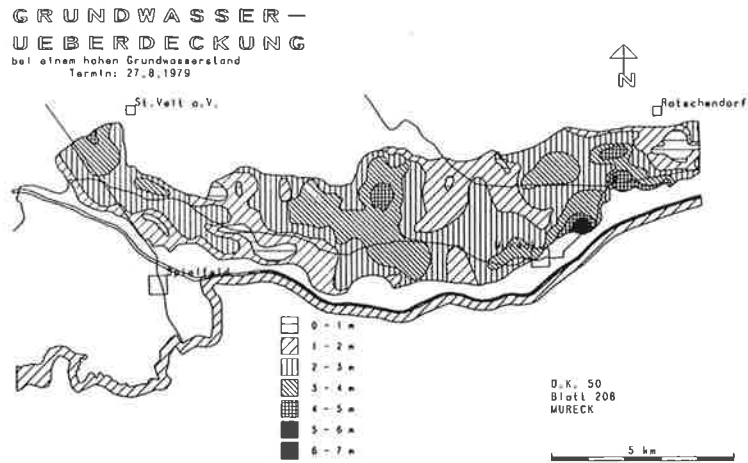 GRUNDWASSER-
UEBERDECKUNG
bei einem hohen Grundwasserstand
Termin: 27.8.1979
N
St.Veit a.V.
Ratschendorf
Spielfeld
0 - 1 m
1 - 2 m
2 - 3 m
3 - 4 m
4 - 5 m
5 - 6 m
6 - 7 m
O.K. 50
Blatt 208
MURECK
5 km